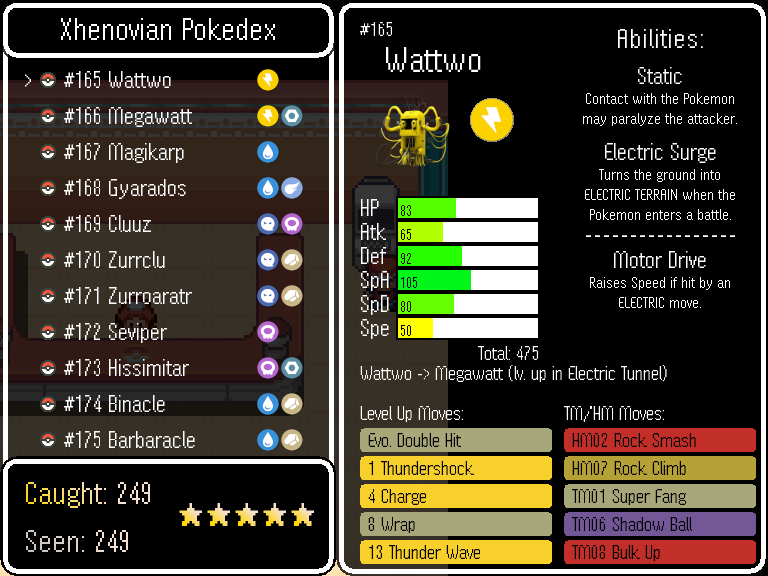 Xhenovian Pokedex
> #165 Wattwo
#166 Megawatt
#167 Magikarp
#168 Gyarados
#169 Cluuz
#170 Zurrclu
#171 Zurroaratr
#172 Seviper
#173 Hissimitar
#174 Binacle
#175 Barbaracle
Caught: 249
Seen: 249
#165
Wattwo
HP 83
Atk 65
Def 92
SpA 105
SpD 80
Spe 50
Total: 475
Abilities:
Static
Contact with the Pokemon
may paralyze the attacker.
Electric Surge
Turns the ground into
ELECTRIC TERRAIN when the
Pokemon enters a battle.
----------------
Motor Drive
Raises Speed if hit by an
ELECTRIC move.
Wattwo -> Megawatt (lv. up in Electric Tunnel)
Level Up Moves:
Evo. Double Hit
1 Thundershock
4 Charge
8 Wrap
13 Thunder Wave
TM/HM Moves:
HM02 Rock Smash
HM07 Rock Climb
TM01 Super Fang
TM06 Shadow Ball
TM08 Bulk Up